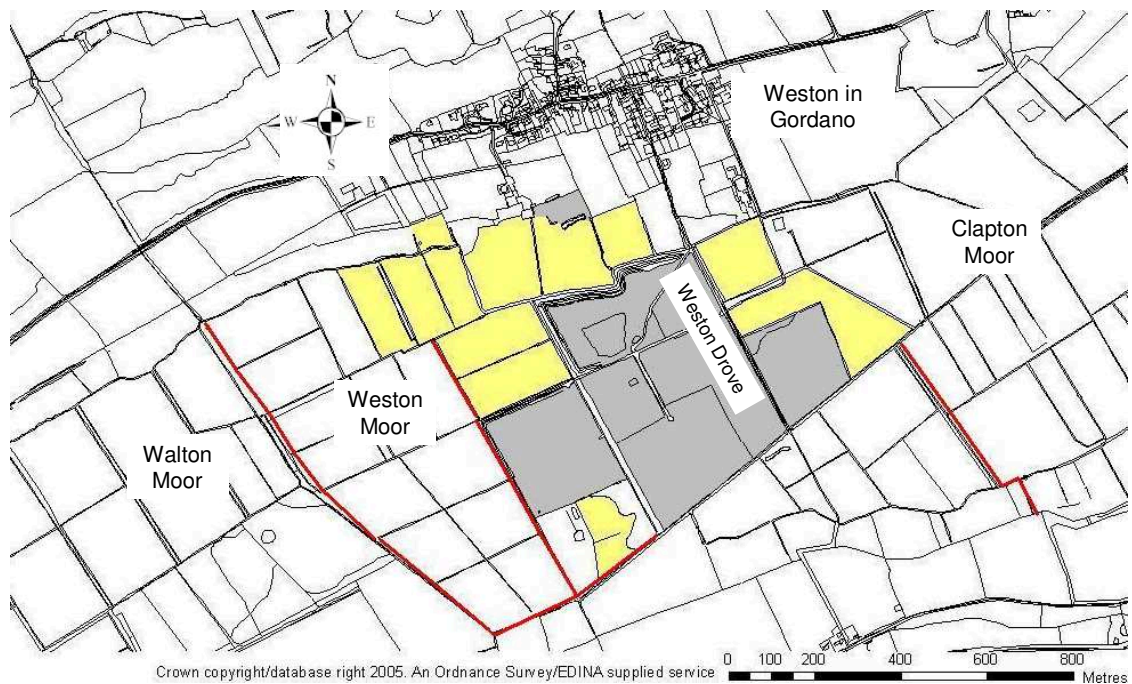 N
W E
S
Weston in
Gordano
Clapton
Moor
Weston Drove
Weston
Moor
Walton
Moor
Crown copyright/database right 2005. An Ordnance Survey/EDINA supplied service
0 100 200 400 600 800
Metres